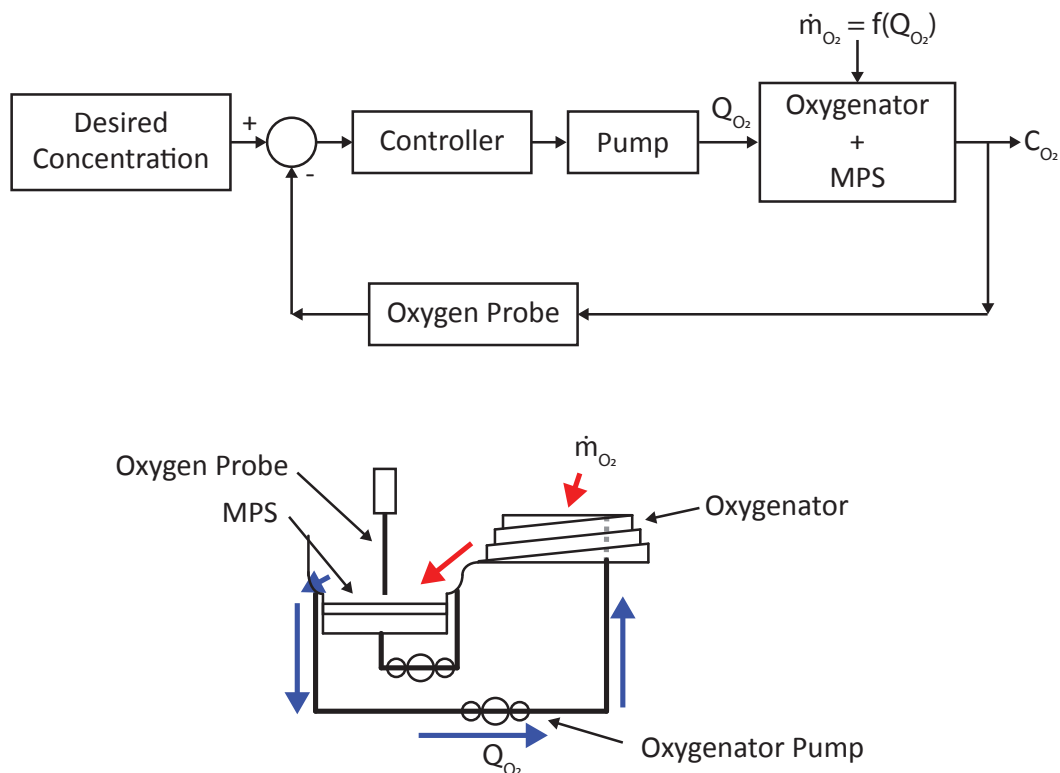 ṁO₂ = f(QO₂)
Desired
Concentration
+
-
Controller
Pump
QO₂
Oxygenator
+
MPS
CO₂
Oxygen Probe
ṁO₂
Oxygen Probe
MPS
Oxygenator
QO₂
Oxygenator Pump